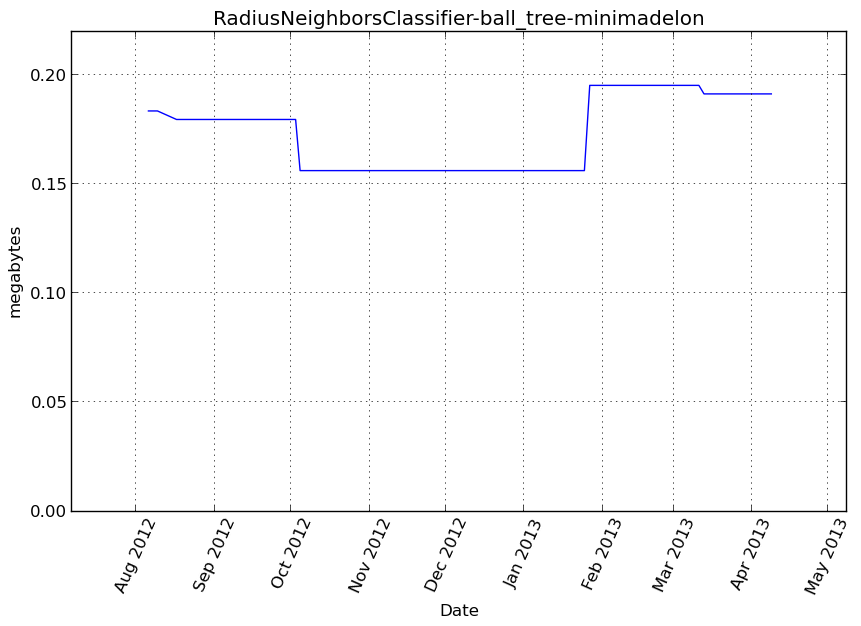 RadiusNeighborsClassifier-ball_tree-minimadelon
0.20
0.15
0.10
0.05
0.00
megabytes
Aug 2012
Sep 2012
Oct 2012
Nov 2012
Dec 2012
Jan 2013
Feb 2013
Mar 2013
Apr 2013
May 2013
Date